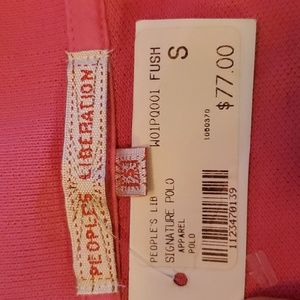 PEOPLE'S LIBERATION
PEOPLE'S LIB W01PQ001 FUSH
SIGNATURE POLO
APPAREL
POLO
S
1060370
$77.00
1123470139